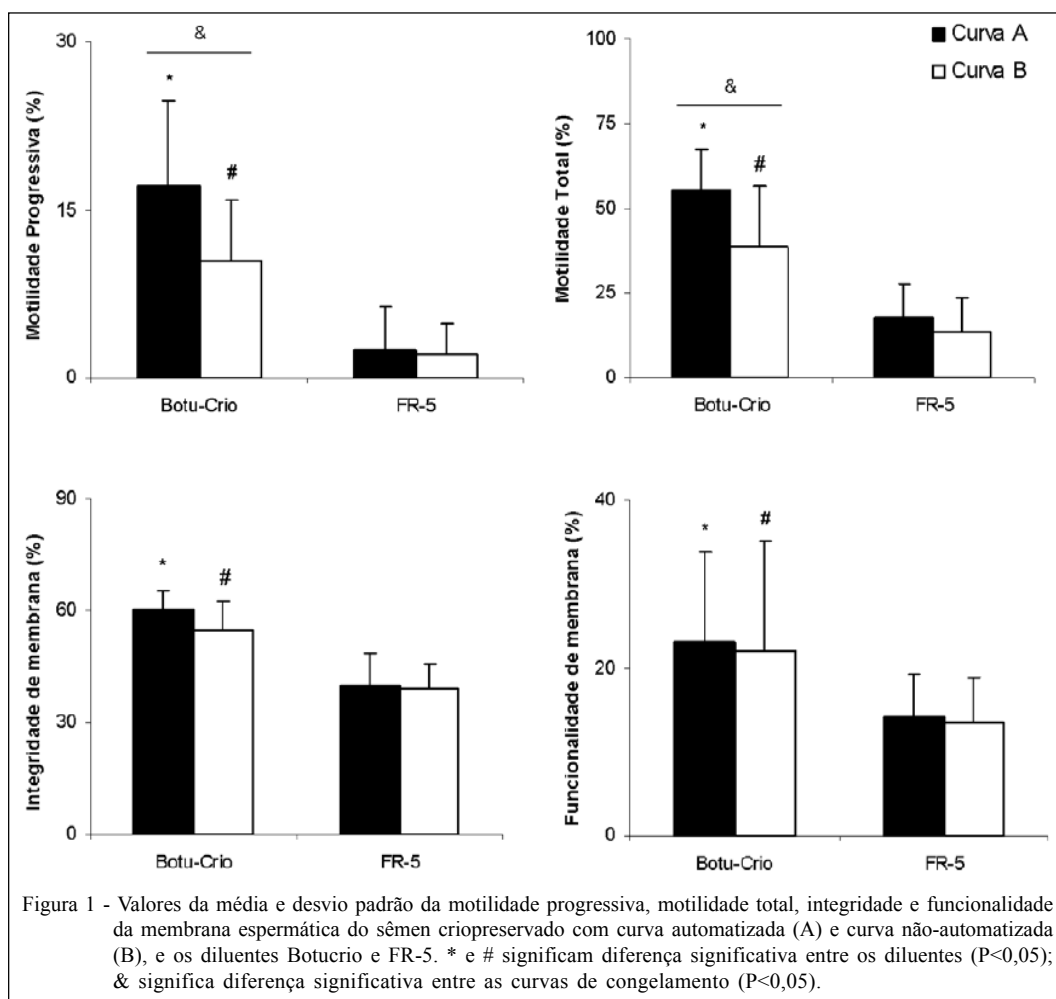 30
&
*
#
15
0
Motilidade Progressiva (%)
Botu-Crio
FR-5
100
Curva A
Curva B
&
75
*
#
50
25
0
Motilidade Total (%)
Botu-Crio
FR-5
90
*
#
60
30
0
Integridade de membrana (%)
Botu-Crio
FR-5
40
*
#
20
0
Funcionalidade de membrana (%)
Botu-Crio
FR-5
Figura 1 - Valores da média e desvio padrão da motilidade progressiva, motilidade total, integridade e funcionalidade
da membrana espermática do sêmen criopreservado com curva automatizada (A) e curva não-automatizada
(B), e os diluentes Botucrio e FR-5. * e # significam diferença significativa entre os diluentes (P<0,05);
& significa diferença significativa entre as curvas de congelamento (P<0,05).